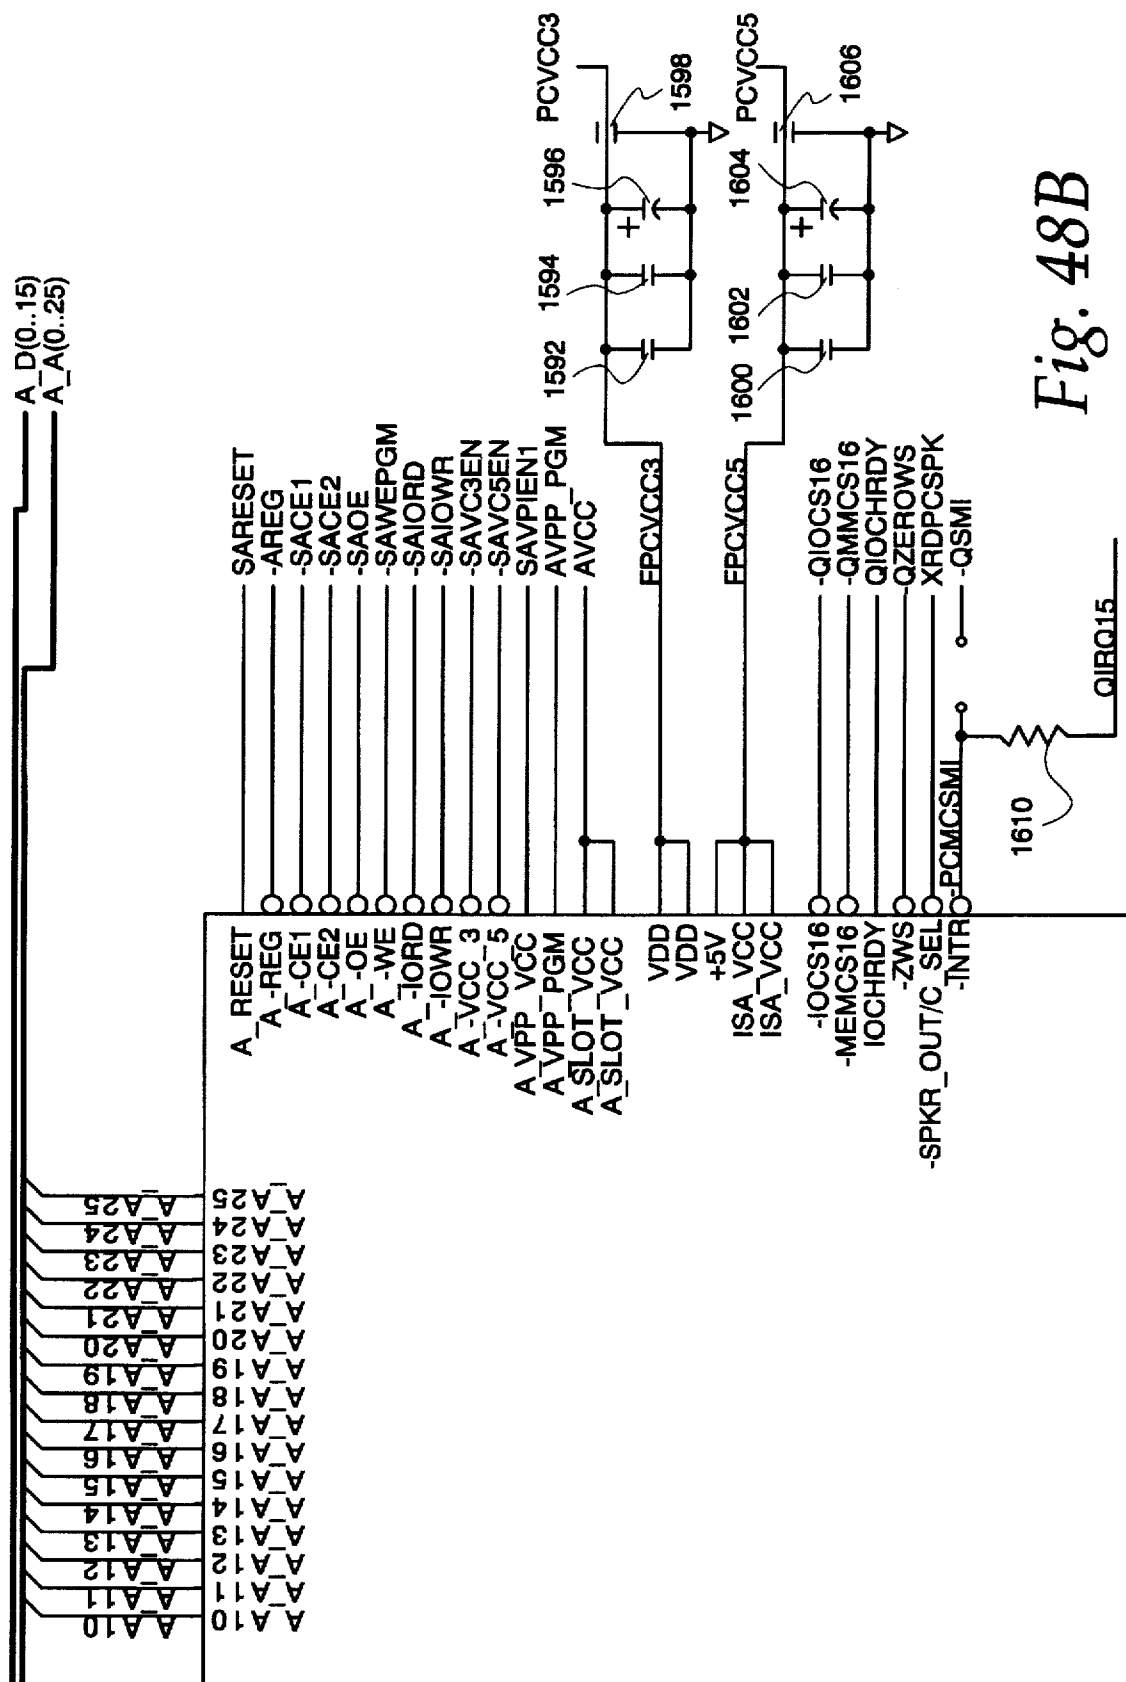 A_D(0..15)
A_A(0..25)
A_A10
A_A11
A_A12
A_A13
A_A14
A_A15
A_A16
A_A17
A_A18
A_A19
A_A20
A_A21
A_A22
A_A23
A_A24
A_A25
A_A10
A_A11
A_A12
A_A13
A_A14
A_A15
A_A16
A_A17
A_A18
A_A19
A_A20
A_A21
A_A22
A_A23
A_A24
A_A25
A_RESET SARESET
A_-REG -AREG
A_-CE1 -SACE1
A_-CE2 -SACE2
A_-OE -SAOE
A_-WE -SAWEPGM
A_-IORD -SAIORD
A_-IOWR -SAIOWR
A_-VCC_3 -SAVC3EN
A_-VCC_5 -SAVC5EN
A_VPP_VCC SAVPIEN1
A_VPP_PGM AVPP_PGM
A_SLOT_VCC AVCC
A_SLOT_VCC
1592 1594 1596 PCVCC3
+ 1598
VDD FPCVCC3
VDD
+5V
ISA_VCC FPCVCC5
ISA_VCC
1600 1602 1604 PCVCC5
+ 1606
-IOCS16 -QIOCS16
-MEMCS16 -QMMCS16
IOCHRDY QIOCHRDY
-ZWS -QZEROWS
-SPKR_OUT/C_SEL XRDPCSPK
-INTR -PCMCSMI -QSMI
1610
QIRQ15
Fig. 48B